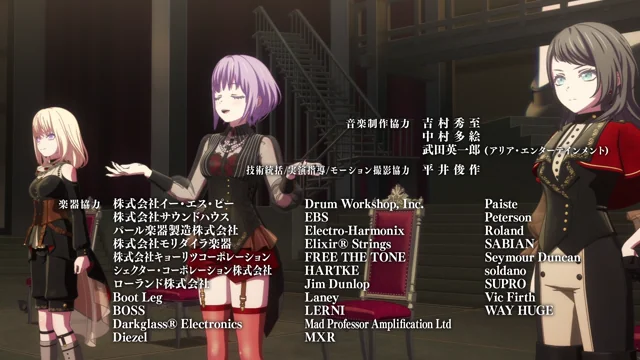 音楽制作協力 吉村秀至
中村多絵
武田英一郎(アリア・エンターテインメント)
技術統括/実演指導/モーション撮影協力 平井俊作
楽器協力 株式会社イー・エス・ピー
株式会社サウンドハウス
パール楽器製造株式会社
株式会社モリダイラ楽器
株式会社キョーリツコーポレーション
シェクター・コーポレーション株式会社
ローランド株式会社
Boot Leg
BOSS
Darkglass® Electronics
Diezel
Drum Workshop, Inc.
EBS
Electro-Harmonix
Elixir® Strings
FREE THE TONE
HARTKE
Jim Dunlop
Laney
LERNI
Mad Professor Amplification Ltd
MXR
Paiste
Peterson
Roland
SABIAN
Seymour Duncan
soldano
SUPRO
Vic Firth
WAY HUGE